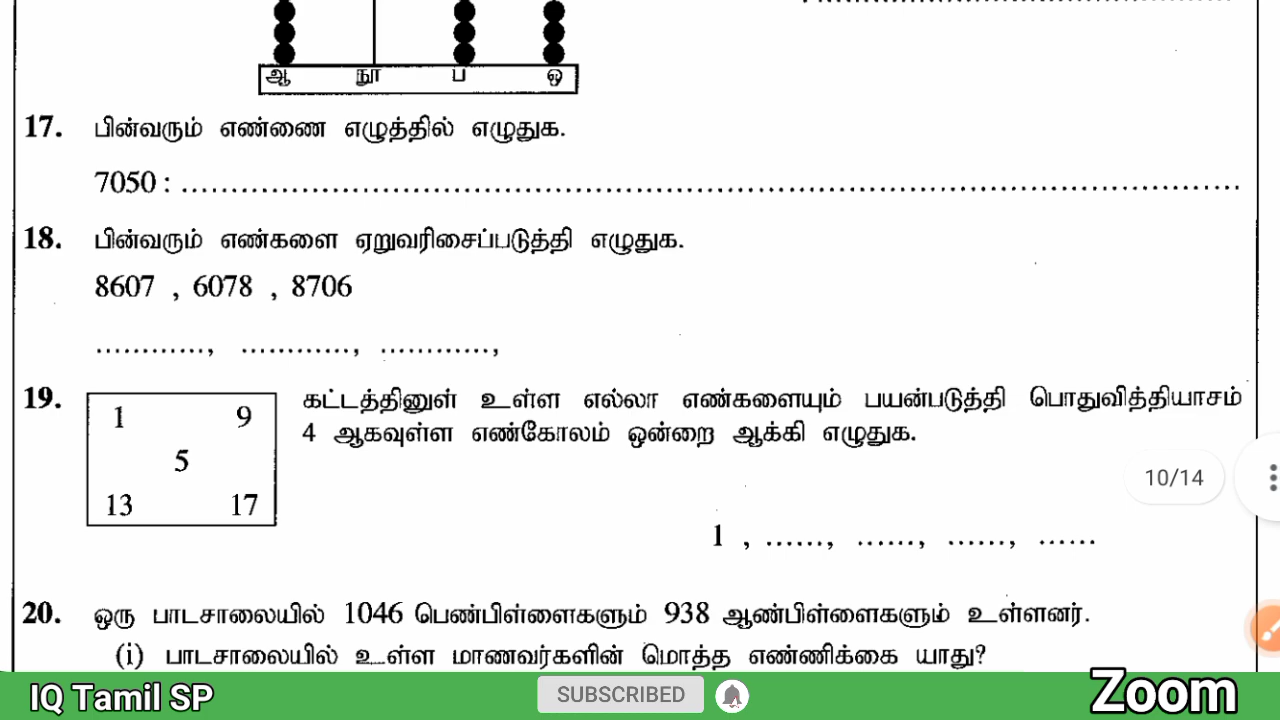 ஆ நூ ப ஒ
17. பின்வரும் எண்ணை எழுத்தில் எழுதுக.
7050 : ................................................................
18. பின்வரும் எண்களை ஏறுவரிசைப்படுத்தி எழுதுக.
8607 , 6078 , 8706
............, ............, ............,
19. கட்டத்தினுள் உள்ள எல்லா எண்களையும் பயன்படுத்தி பொதுவித்தியாசம்
4 ஆகவுள்ள எண்கோலம் ஒன்றை ஆக்கி எழுதுக.
1 9
5
13 17
10/14
1 , ......, ......, ......, ......
20. ஒரு பாடசாலையில் 1046 பெண்பிள்ளைகளும் 938 ஆண்பிள்ளைகளும் உள்ளனர்.
(i) பாடசாலையில் உள்ள மாணவர்களின் மொத்த எண்ணிக்கை யாது?
IQ Tamil SP
SUBSCRIBED
Zoom